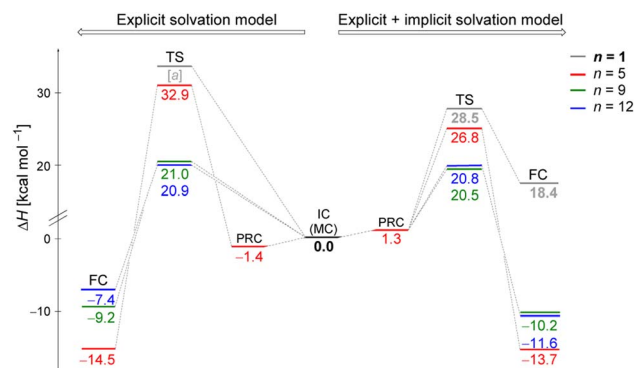 Explicit solvation model
Explicit + implicit solvation model
n = 1
n = 5
n = 9
n = 12
ΔH [kcal mol −1]
30
20
0
−10
TS
[a]
32.9
21.0
20.9
PRC
−1.4
FC
−7.4
−9.2
−14.5
IC
(MC)
0.0
PRC
1.3
TS
28.5
26.8
20.8
20.5
FC
18.4
−10.2
−11.6
−13.7